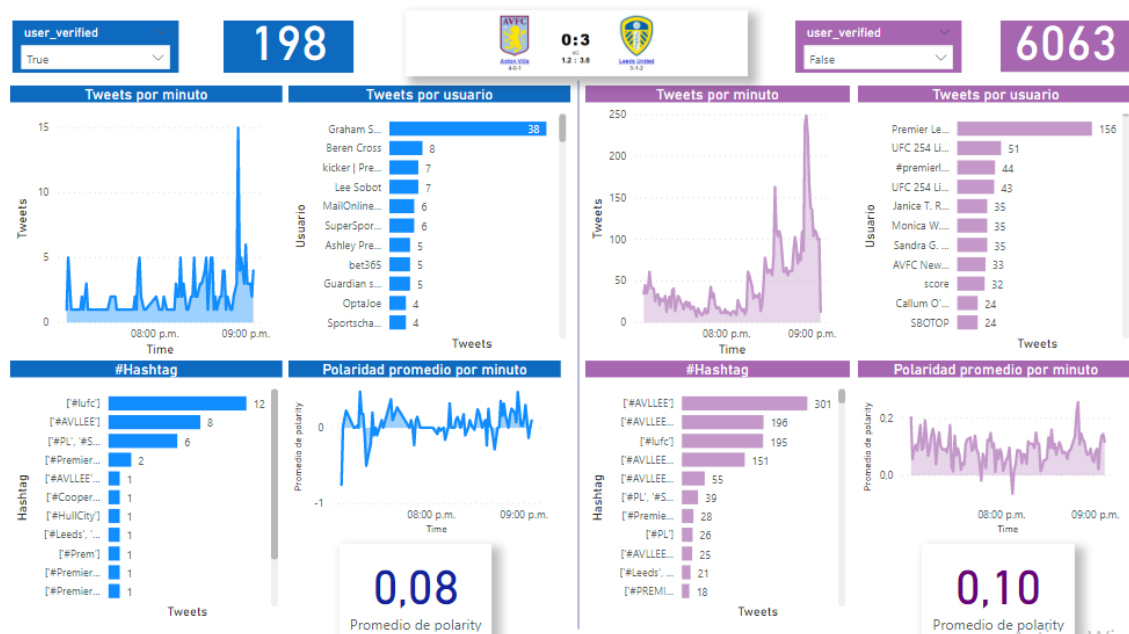 user_verified
True
198
AVFC
0:3
xG
1.2 : 3.6
Aston Villa
4-0-1
Leeds United
3-1-2
user_verified
False
6063
Tweets por minuto
15
10
5
0
Tweets
08:00 p.m.
09:00 p.m.
Time
Tweets por usuario
Usuario
Graham S... 38
Beren Cross 8
kicker | Pre... 7
Lee Sobot 7
MailOnline... 6
SuperSpor... 6
Ashley Pre... 5
bet365 5
Guardian s... 5
OptaJoe 4
Sportscha... 4
Tweets
Tweets por minuto
250
200
150
100
50
0
Tweets
08:00 p.m.
09:00 p.m.
Time
Tweets por usuario
Usuario
Premier Le... 156
UFC 254 Li... 51
#premierl... 44
UFC 254 Li... 43
Janice T. R... 35
Monica W.... 35
Sandra G. ... 35
AVFC New... 33
score 32
Callum O'... 24
SBOTOP 24
Tweets
#Hashtag
Hashtag
['#lufc'] 12
['#AVLLEE'] 8
['#PL', '#S... 6
['#Premier... 2
['#AVLLEE'... 1
['#Cooper... 1
['#HullCity'] 1
['#Leeds', '... 1
['#Prem'] 1
['#Premier... 1
['#Premier... 1
Tweets
Polaridad promedio por minuto
Promedio de polarity
0
-1
08:00 p.m.
09:00 p.m.
Time
0,08
Promedio de polarity
#Hashtag
Hashtag
['#AVLLEE'] 301
['#AVLLEE... 196
['#lufc'] 195
['#AVLLEE... 151
['#AVLLEE... 55
['#PL', '#S... 39
['#Premie... 28
['#PL'] 26
['#AVLLEE... 25
['#Leeds', ... 21
['#PREMI... 18
Tweets
Polaridad promedio por minuto
Promedio de polarity
0,2
0,0
08:00 p.m.
09:00 p.m.
Time
0,10
Promedio de polarity